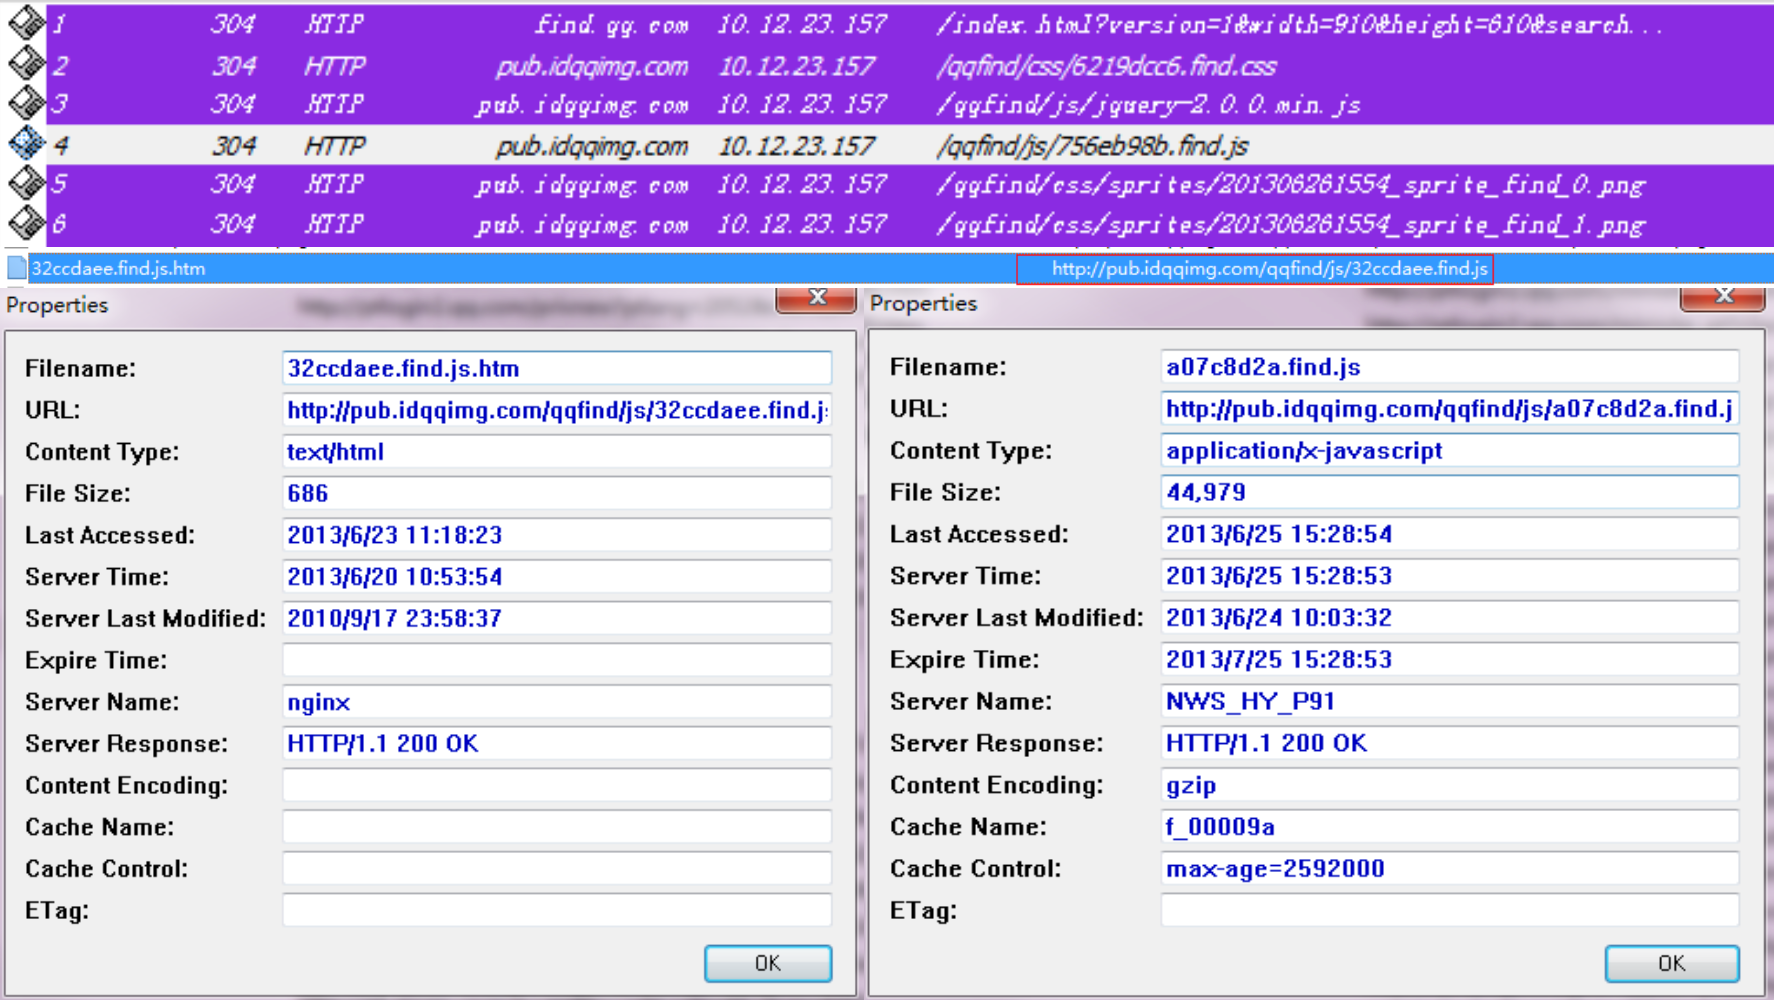 1 304 HTTP find.qq.com 10.12.23.157 /index.html?version=1&width=910&height=610&search...
2 304 HTTP pub.idqqimg.com 10.12.23.157 /qqfind/css/6219dcc6.find.css
3 304 HTTP pub.idqqimg.com 10.12.23.157 /qqfind/js/jquery-2.0.0.min.js
4 304 HTTP pub.idqqimg.com 10.12.23.157 /qqfind/js/756eb98b.find.js
5 304 HTTP pub.idqqimg.com 10.12.23.157 /qqfind/css/sprites/201306261554_sprite_find_0.png
6 304 HTTP pub.idqqimg.com 10.12.23.157 /qqfind/css/sprites/201306261554_sprite_find_1.png
32ccdaee.find.js.htm http://pub.idqqimg.com/qqfind/js/32ccdaee.find.js
Properties
Filename: 32ccdaee.find.js.htm
URL: http://pub.idqqimg.com/qqfind/js/32ccdaee.find.j
Content Type: text/html
File Size: 686
Last Accessed: 2013/6/23 11:18:23
Server Time: 2013/6/20 10:53:54
Server Last Modified: 2010/9/17 23:58:37
Expire Time:
Server Name: nginx
Server Response: HTTP/1.1 200 OK
Content Encoding:
Cache Name:
Cache Control:
ETag:
OK
Properties
Filename: a07c8d2a.find.js
URL: http://pub.idqqimg.com/qqfind/js/a07c8d2a.find.j
Content Type: application/x-javascript
File Size: 44,979
Last Accessed: 2013/6/25 15:28:54
Server Time: 2013/6/25 15:28:53
Server Last Modified: 2013/6/24 10:03:32
Expire Time: 2013/7/25 15:28:53
Server Name: NWS_HY_P91
Server Response: HTTP/1.1 200 OK
Content Encoding: gzip
Cache Name: f_00009a
Cache Control: max-age=2592000
ETag:
OK